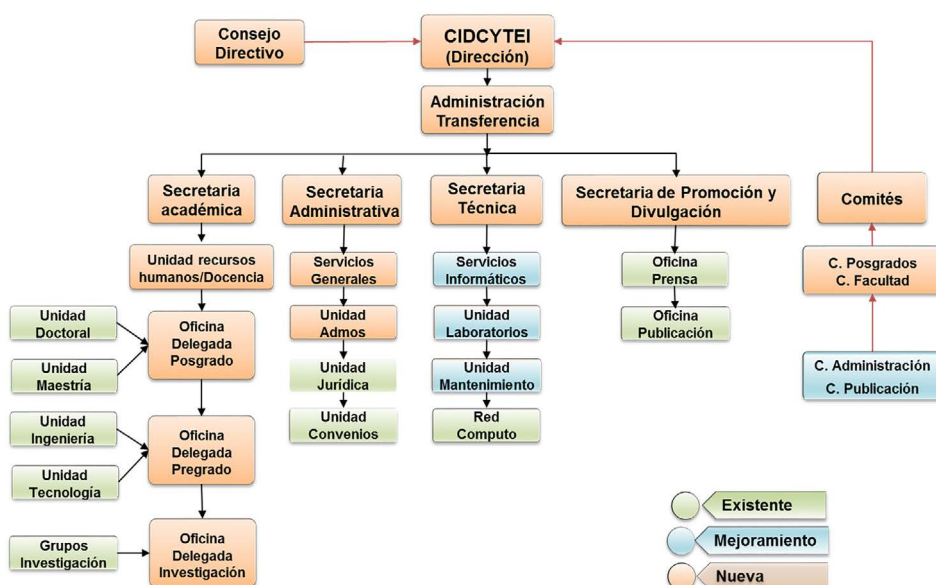 Consejo
Directivo
CIDCYTEI
(Dirección)
Administración
Transferencia
Secretaria
académica
Secretaria
Administrativa
Secretaria
Técnica
Secretaria de Promoción y
Divulgación
Comités
Unidad recursos
humanos/Docencia
Servicios
Generales
Servicios
Informáticos
Oficina
Prensa
C. Posgrados
C. Facultad
Unidad
Doctoral
Unidad
Maestría
Oficina
Delegada
Posgrado
Unidad
Admos
Unidad
Laboratorios
Oficina
Publicación
Unidad
Jurídica
Unidad
Mantenimiento
C. Administración
C. Publicación
Unidad
Ingeniería
Unidad
Tecnología
Oficina
Delegada
Pregrado
Unidad
Convenios
Red
Computo
Grupos
Investigación
Oficina
Delegada
Investigación
Existente
Mejoramiento
Nueva